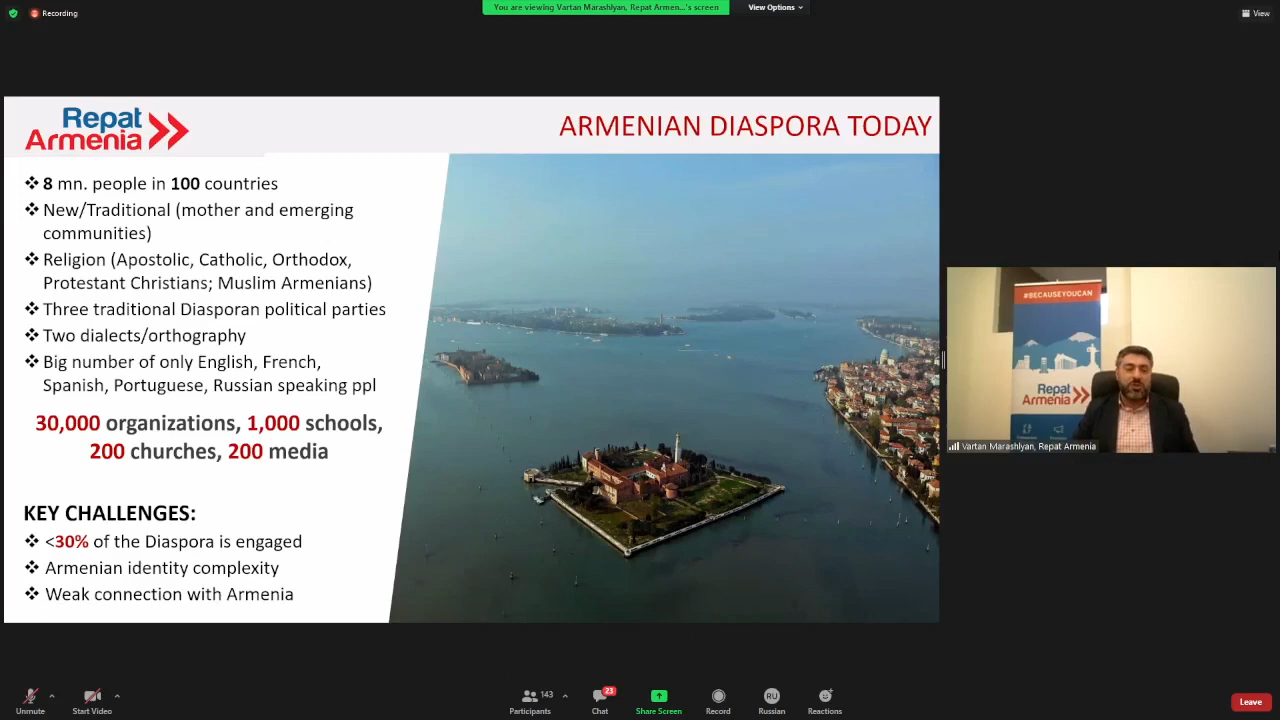 Recording
You are viewing Vartan Marashlyan, Repat Armen...'s screen
View Options
View
Repat
Armenia
ARMENIAN DIASPORA TODAY
❖ 8 mn. people in 100 countries
❖ New/Traditional (mother and emerging
communities)
❖ Religion (Apostolic, Catholic, Orthodox,
Protestant Christians; Muslim Armenians)
❖ Three traditional Diasporan political parties
❖ Two dialects/orthography
❖ Big number of only English, French,
Spanish, Portuguese, Russian speaking ppl
30,000 organizations, 1,000 schools,
200 churches, 200 media
KEY CHALLENGES:
❖ <30% of the Diaspora is engaged
❖ Armenian identity complexity
❖ Weak connection with Armenia
#BECAUSEYOUCAN
Repat
Armenia
Vartan Marashlyan, Repat Armenia
Unmute
Start Video
143
Participants
23
Chat
Share Screen
Record
RU
Russian
Reactions
Leave